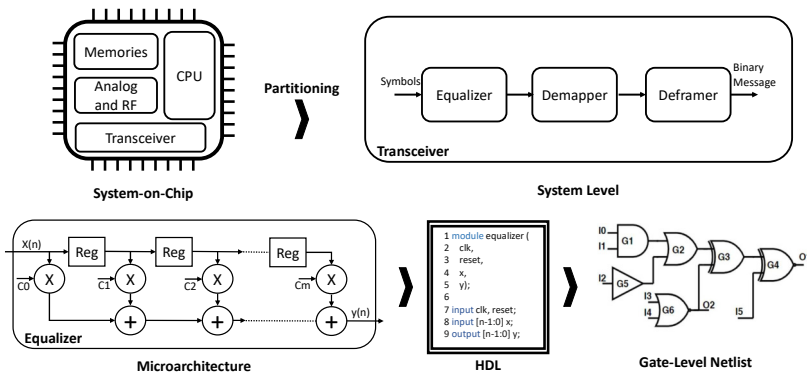 Memories
CPU
Analog
and RF
Transceiver
System-on-Chip
Partitioning
Symbols
Equalizer
Demapper
Deframer
Binary
Message
Transceiver
System Level
X(n)
Reg
Reg
Reg
C0
X
C1
X
C2
X
Cm
X
+
+
+
y(n)
Equalizer
Microarchitecture
1 module equalizer (
2 clk,
3 reset,
4 x,
5 y);
6
7 input clk, reset;
8 input [n-1:0] x;
9 output [n-1:0] y;
HDL
I0
I1
G1
G2
G3
G4
O1
I2
G5
I3
I4
G6
O2
I5
Gate-Level Netlist